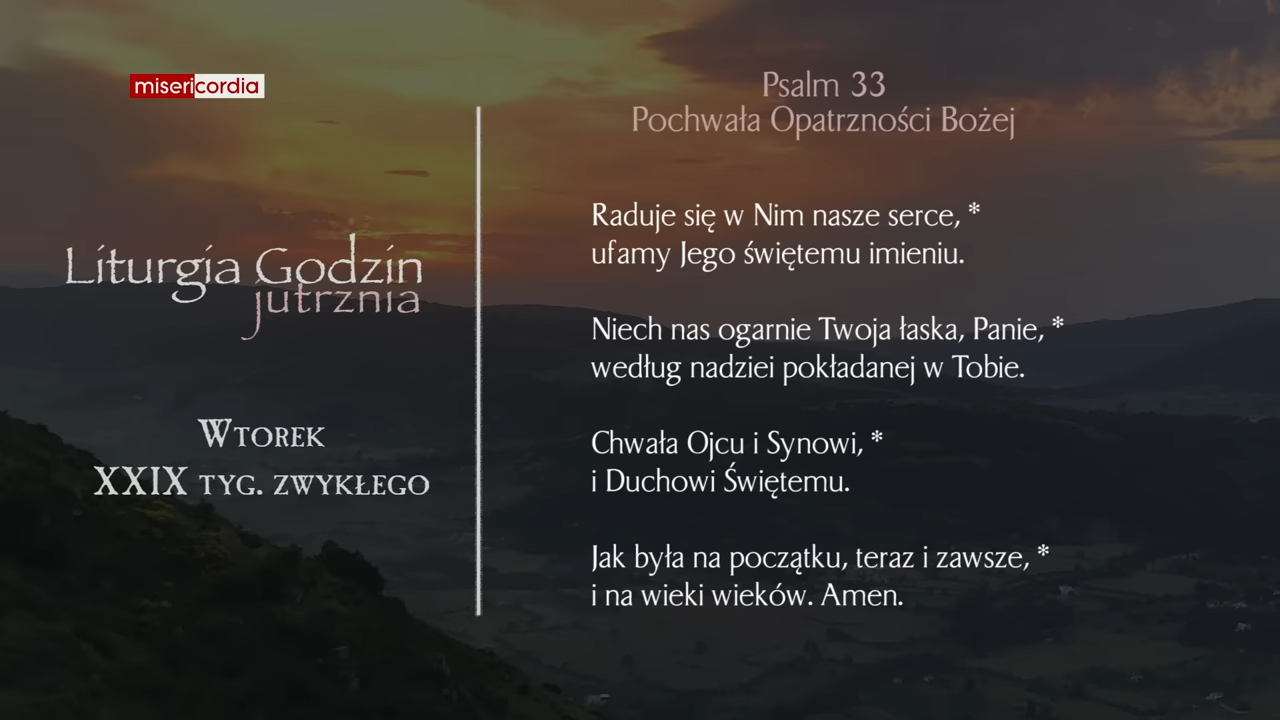 misericordia
Liturgia Godzin
jutrznia
Wtorek
XXIX tyg. zwykłego
Psalm 33
Pochwała Opatrzności Bożej
Raduje się w Nim nasze serce, *
ufamy Jego świętemu imieniu.
Niech nas ogarnie Twoja łaska, Panie, *
według nadziei pokładanej w Tobie.
Chwała Ojcu i Synowi, *
i Duchowi Świętemu.
Jak była na początku, teraz i zawsze, *
i na wieki wieków. Amen.